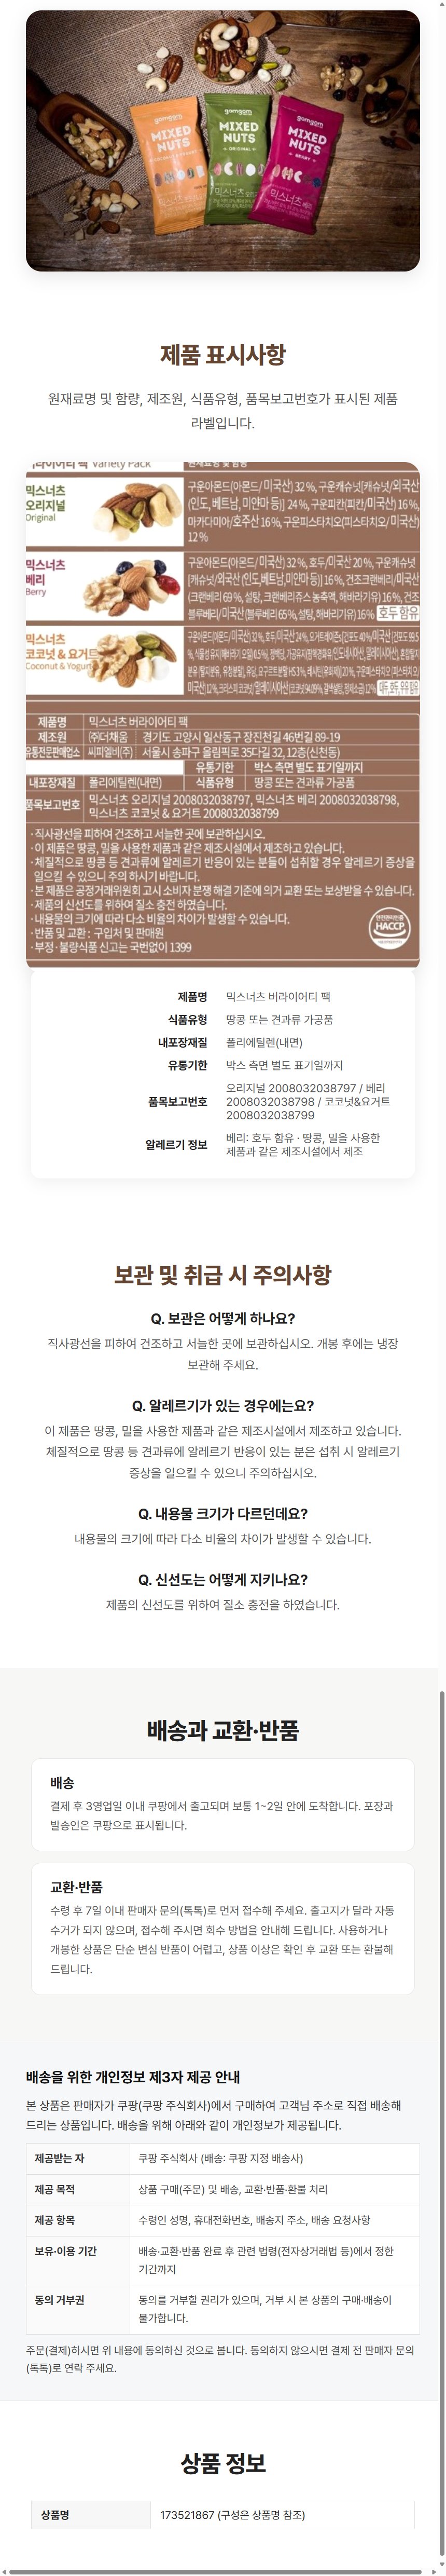 gomgom
MIXED
NUTS
ORIGINAL
믹스너츠
gomgom
MIXED
NUTS
BERRY
믹스너츠
gomgom
MIXED
NUTS
믹스너츠
제품 표시사항
원재료명 및 함량, 제조원, 식품유형, 품목보고번호가 표시된 제품
라벨입니다.
버라이어티 팩 Variety Pack
원재료명 및 함량
믹스너츠
오리지널
Original
구운아몬드(아몬드/ 미국산) 32 %, 구운캐슈넛[캐슈넛/외국산
(인도, 베트남, 미얀마 등)] 24 %, 구운피칸(피칸/미국산) 16 %,
마카다미아/호주산 16 %, 구운피스타치오(피스타치오/ 미국산)
12 %
믹스너츠
베리
Berry
구운아몬드(아몬드/ 미국산) 32 %, 호두/미국산 20 %, 구운캐슈넛
[캐슈넛/외국산 (인도,베트남,미얀마 등)] 16 %, 건조크랜베리/미국산
(크랜베리 69 %, 설탕, 크랜베리쥬스 농축액, 해바라기유) 16 %, 건조
블루베리/ 미국산(블루베리 65 %, 설탕, 해바라기유) 16 % 호두 함유
믹스너츠
코코넛 & 요거트
Coconut & Yogurt
제품명 믹스너츠 버라이어티 팩
제조원 (주)더채움 경기도 고양시 일산동구 장진천길 46번길 89-19
유통전문판매업소 씨피엘비(주) 서울시 송파구 올림픽로 35다길 32, 12층(신천동)
유통기한 박스 측면 별도 표기일까지
내포장재질 폴리에틸렌(내면) 식품유형 땅콩 또는 견과류 가공품
품목보고번호 믹스너츠 오리지널 2008032038797, 믹스너츠 베리 2008032038798,
믹스너츠 코코넛 & 요거트 2008032038799
· 직사광선을 피하여 건조하고 서늘한 곳에 보관하십시오.
· 이 제품은 땅콩, 밀을 사용한 제품과 같은 제조시설에서 제조하고 있습니다.
· 체질적으로 땅콩 등 견과류에 알레르기 반응이 있는 분들이 섭취할 경우 알레르기 증상을
일으킬 수 있으니 주의 하시기 바랍니다.
· 본 제품은 공정거래위원회 고시 소비자 분쟁 해결 기준에 의거 교환 또는 보상받을 수 있습니다.
· 제품의 신선도를 위하여 질소 충전 하였습니다.
· 내용물의 크기에 따라 다소 비율의 차이가 발생할 수 있습니다.
· 반품 및 교환 : 구입처 및 판매원
· 부정 · 불량식품 신고는 국번없이 1399
HACCP
제품명 믹스너츠 버라이어티 팩
식품유형 땅콩 또는 견과류 가공품
내포장재질 폴리에틸렌(내면)
유통기한 박스 측면 별도 표기일까지
품목보고번호 오리지널 2008032038797 / 베리
2008032038798 / 코코넛&요거트
2008032038799
알레르기 정보 베리: 호두 함유 · 땅콩, 밀을 사용한
제품과 같은 제조시설에서 제조
보관 및 취급 시 주의사항
Q. 보관은 어떻게 하나요?
직사광선을 피하여 건조하고 서늘한 곳에 보관하십시오. 개봉 후에는 냉장
보관해 주세요.
Q. 알레르기가 있는 경우에는요?
이 제품은 땅콩, 밀을 사용한 제품과 같은 제조시설에서 제조하고 있습니다.
체질적으로 땅콩 등 견과류에 알레르기 반응이 있는 분은 섭취 시 알레르기
증상을 일으킬 수 있으니 주의하십시오.
Q. 내용물 크기가 다르던데요?
내용물의 크기에 따라 다소 비율의 차이가 발생할 수 있습니다.
Q. 신선도는 어떻게 지키나요?
제품의 신선도를 위하여 질소 충전을 하였습니다.
배송과 교환·반품
배송
결제 후 3영업일 이내 쿠팡에서 출고되며 보통 1~2일 안에 도착합니다. 포장과
발송인은 쿠팡으로 표시됩니다.
교환·반품
수령 후 7일 이내 판매자 문의(톡톡)로 먼저 접수해 주세요. 출고지가 달라 자동
수거가 되지 않으며, 접수해 주시면 회수 방법을 안내해 드립니다. 사용하거나
개봉한 상품은 단순 변심 반품이 어렵고, 상품 이상은 확인 후 교환 또는 환불해
드립니다.
배송을 위한 개인정보 제3자 제공 안내
본 상품은 판매자가 쿠팡(쿠팡 주식회사)에서 구매하여 고객님 주소로 직접 배송해
드리는 상품입니다. 배송을 위해 아래와 같이 개인정보가 제공됩니다.
제공받는 자 쿠팡 주식회사 (배송: 쿠팡 지정 배송사)
제공 목적 상품 구매(주문) 및 배송, 교환·반품·환불 처리
제공 항목 수령인 성명, 휴대전화번호, 배송지 주소, 배송 요청사항
보유·이용 기간 배송·교환·반품 완료 후 관련 법령(전자상거래법 등)에서 정한
기간까지
동의 거부권 동의를 거부할 권리가 있으며, 거부 시 본 상품의 구매·배송이
불가합니다.
주문(결제)하시면 위 내용에 동의하신 것으로 봅니다. 동의하지 않으시면 결제 전 판매자 문의
(톡톡)로 연락 주세요.
상품 정보
상품명 173521867 (구성은 상품명 참조)